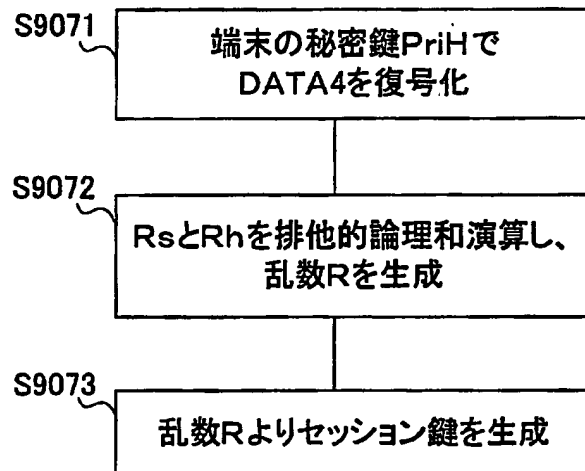 S9071
端末の秘密鍵PriHで
DATA4を復号化
S9072
RsとRhを排他的論理和演算し、
乱数Rを生成
S9073
乱数Rよりセッション鍵を生成